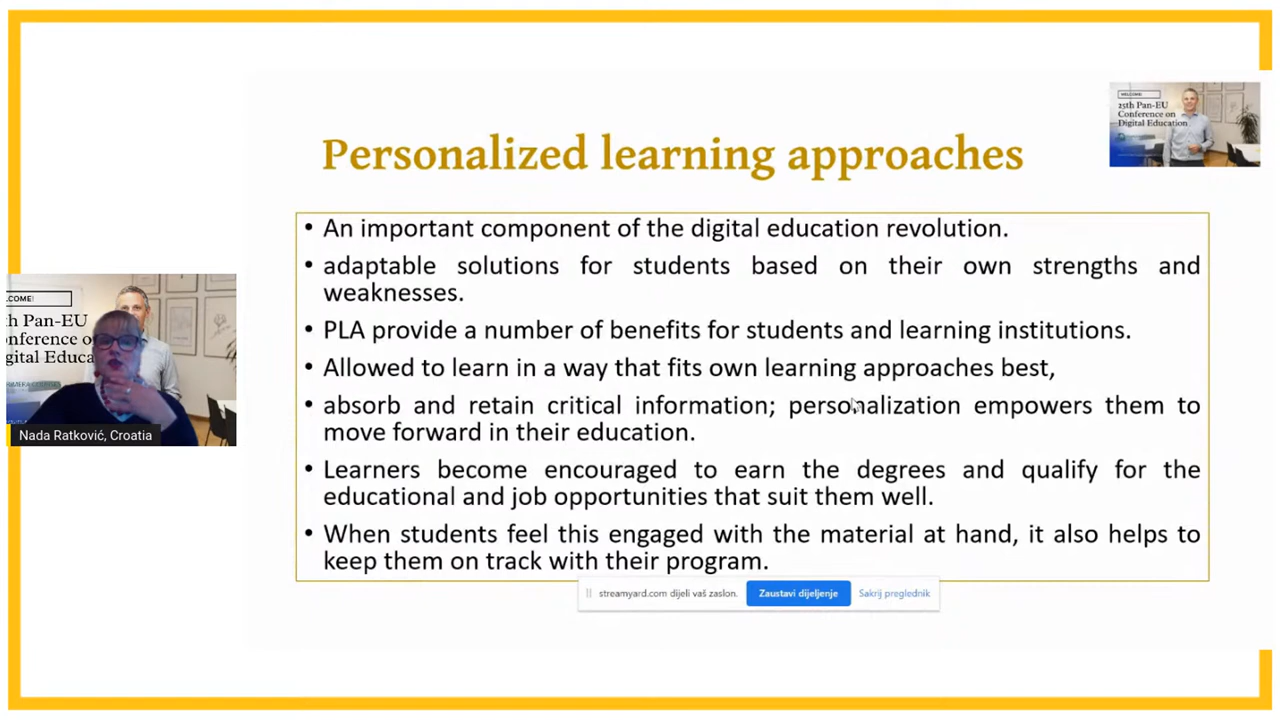 WELCOME!
25th Pan-EU
Conference on
Digital Education
Personalized learning approaches
• An important component of the digital education revolution.
• adaptable solutions for students based on their own strengths and
weaknesses.
• PLA provide a number of benefits for students and learning institutions.
• Allowed to learn in a way that fits own learning approaches best,
• absorb and retain critical information; personalization empowers them to
move forward in their education.
• Learners become encouraged to earn the degrees and qualify for the
educational and job opportunities that suit them well.
• When students feel this engaged with the material at hand, it also helps to
keep them on track with their program.
LCOME!
th Pan-EU
nference o
gital Educa
Nada Ratković, Croatia
streamyard.com dijeli vaš zaslon.
Zaustavi dijeljenje
Sakrij preglednik